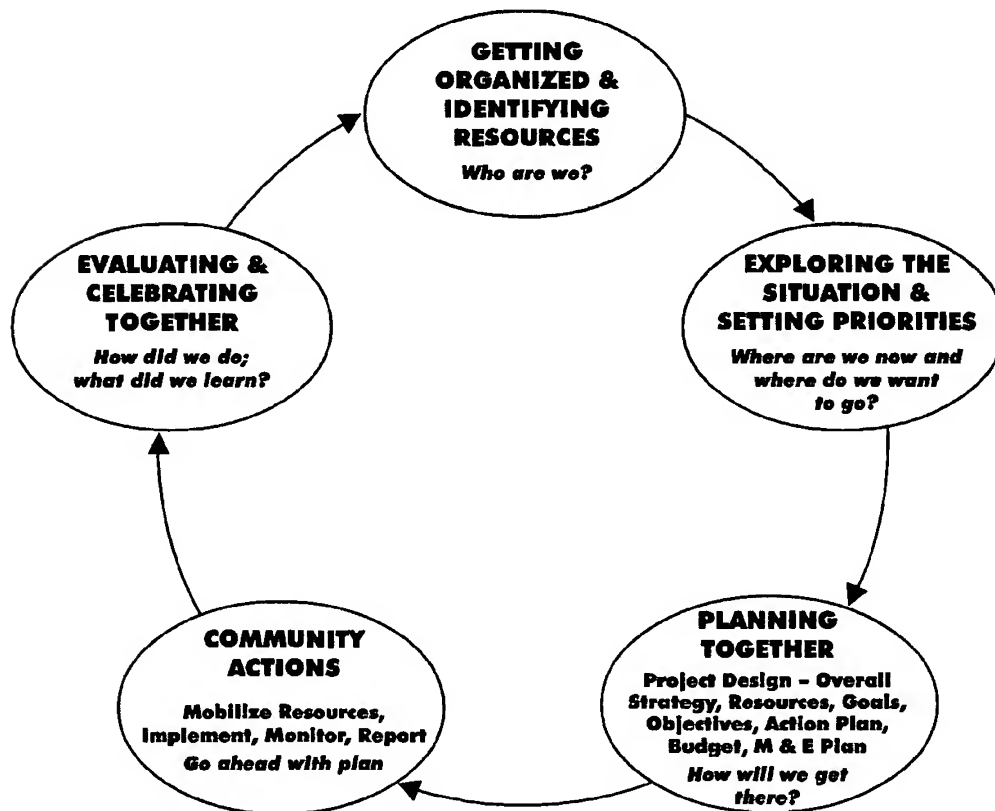 GETTING
ORGANIZED &
IDENTIFYING
RESOURCES
Who are we?
EXPLORING THE
SITUATION &
SETTING PRIORITIES
Where are we now and
where do we want
to go?
PLANNING
TOGETHER
Project Design – Overall
Strategy, Resources, Goals,
Objectives, Action Plan,
Budget, M & E Plan
How will we get
there?
COMMUNITY
ACTIONS
Mobilize Resources,
Implement, Monitor, Report
Go ahead with plan
EVALUATING &
CELEBRATING
TOGETHER
How did we do;
what did we learn?